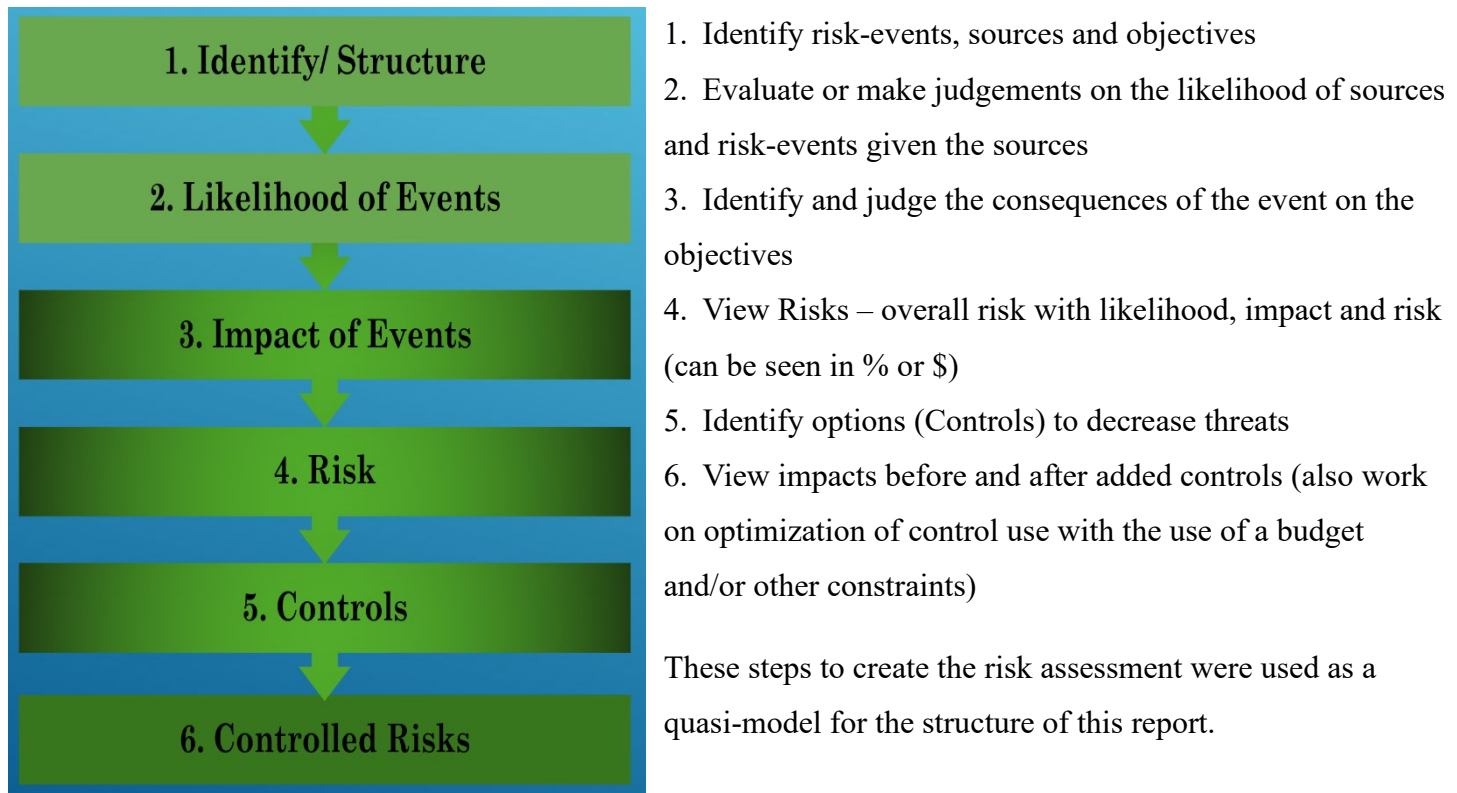 1. Identify/ Structure
2. Likelihood of Events
3. Impact of Events
4. Risk
5. Controls
6. Controlled Risks
1. Identify risk-events, sources and objectives
2. Evaluate or make judgements on the likelihood of sources
and risk-events given the sources
3. Identify and judge the consequences of the event on the
objectives
4. View Risks – overall risk with likelihood, impact and risk
(can be seen in % or $)
5. Identify options (Controls) to decrease threats
6. View impacts before and after added controls (also work
on optimization of control use with the use of a budget
and/or other constraints)
These steps to create the risk assessment were used as a
quasi-model for the structure of this report.